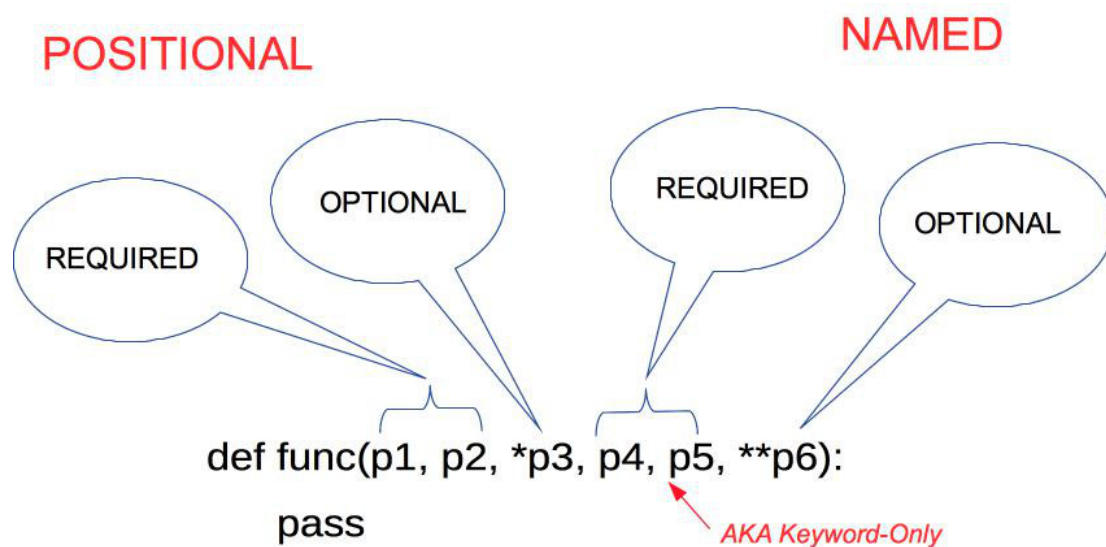 POSITIONAL
NAMED
REQUIRED
OPTIONAL
REQUIRED
OPTIONAL
def func(p1, p2, *p3, p4, p5, **p6):
pass
AKA Keyword-Only